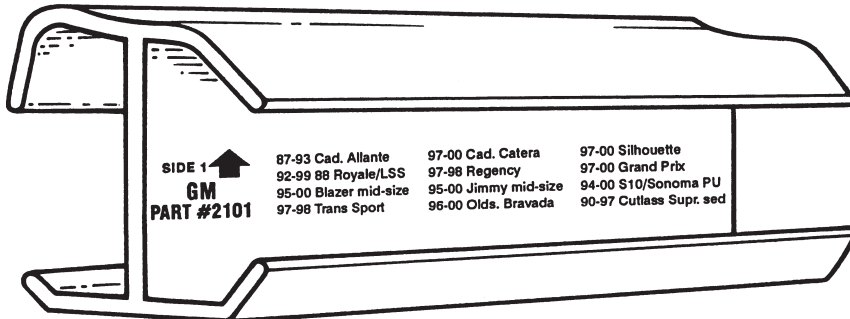 SIDE 1
GM
PART #2101
87-93 Cad. Allante
92-99 88 Royale/LSS
95-00 Blazer mid-size
97-98 Trans Sport
97-00 Cad. Catera
97-98 Regency
95-00 Jimmy mid-size
96-00 Olds. Bravada
97-00 Silhouette
97-00 Grand Prix
94-00 S10/Sonoma PU
90-97 Cutlass Supr. sed